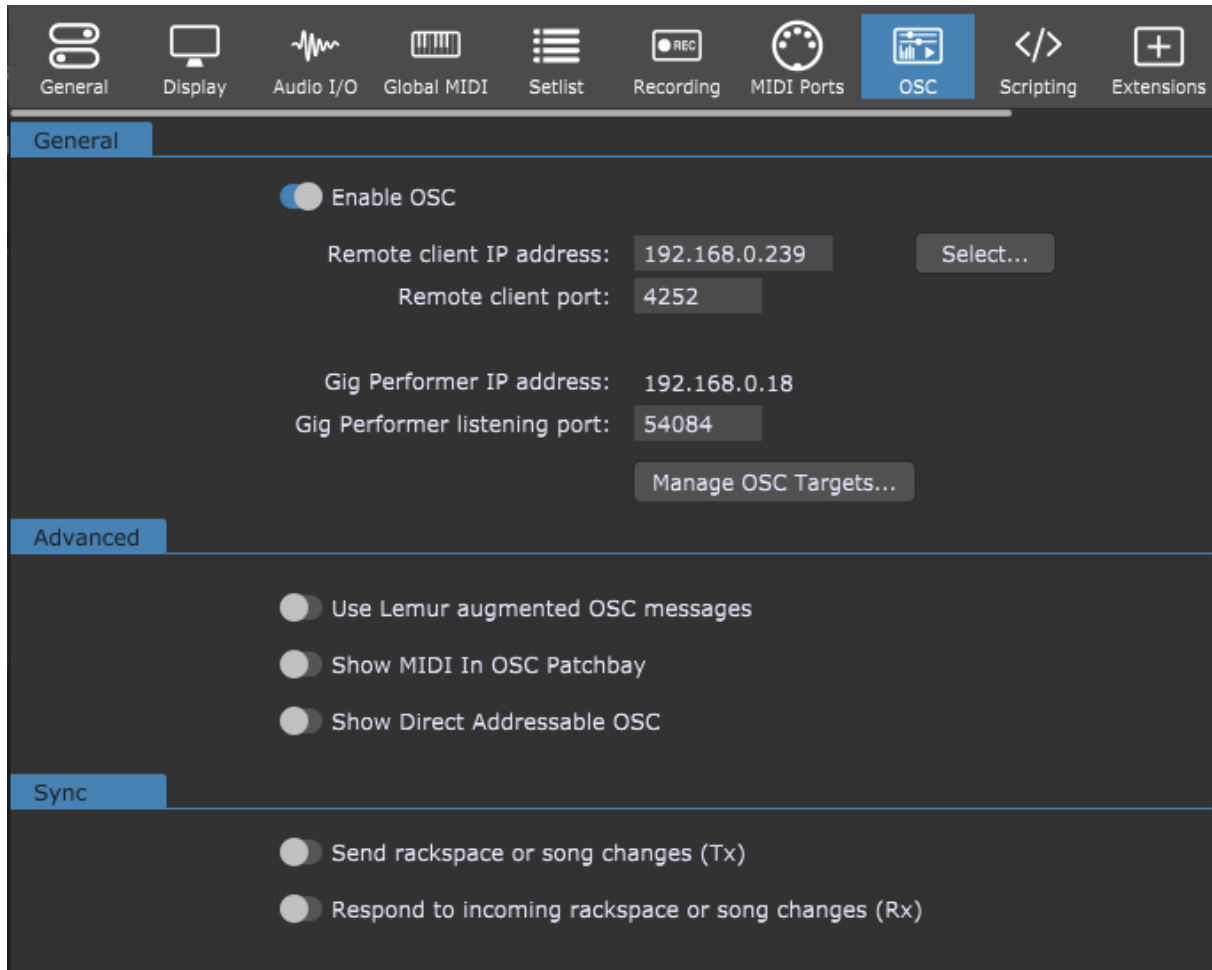 General Display Audio I/O Global MIDI Setlist REC Recording MIDI Ports OSC </> Scripting Extensions
General
Enable OSC
Remote client IP address: 192.168.0.239 Select...
Remote client port: 4252
Gig Performer IP address: 192.168.0.18
Gig Performer listening port: 54084
Manage OSC Targets...
Advanced
Use Lemur augmented OSC messages
Show MIDI In OSC Patchbay
Show Direct Addressable OSC
Sync
Send rackspace or song changes (Tx)
Respond to incoming rackspace or song changes (Rx)